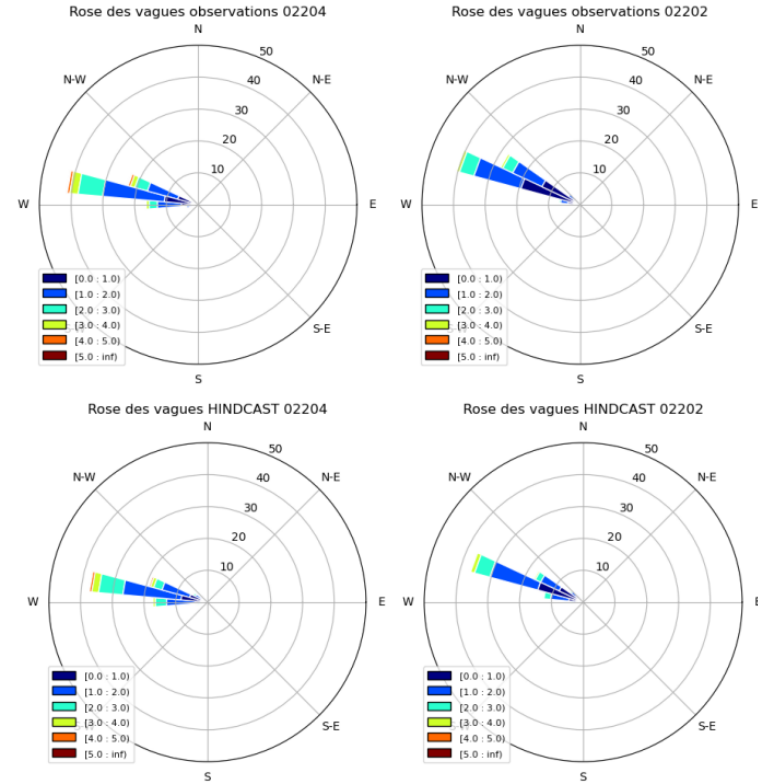 Rose des vagues observations 02204
N
N-W
N-E
50
40
30
20
10
W
E
S-E
S
[0.0 : 1.0)
[1.0 : 2.0)
[2.0 : 3.0)
[3.0 : 4.0)
[4.0 : 5.0)
[5.0 : inf)
Rose des vagues observations 02202
N
N-W
N-E
50
40
30
20
10
W
E
S-E
S
[0.0 : 1.0)
[1.0 : 2.0)
[2.0 : 3.0)
[3.0 : 4.0)
[4.0 : 5.0)
[5.0 : inf)
Rose des vagues HINDCAST 02204
N
N-W
N-E
50
40
30
20
10
W
E
S-E
S
[0.0 : 1.0)
[1.0 : 2.0)
[2.0 : 3.0)
[3.0 : 4.0)
[4.0 : 5.0)
[5.0 : inf)
Rose des vagues HINDCAST 02202
N
N-W
N-E
50
40
30
20
10
W
E
S-E
S
[0.0 : 1.0)
[1.0 : 2.0)
[2.0 : 3.0)
[3.0 : 4.0)
[4.0 : 5.0)
[5.0 : inf)